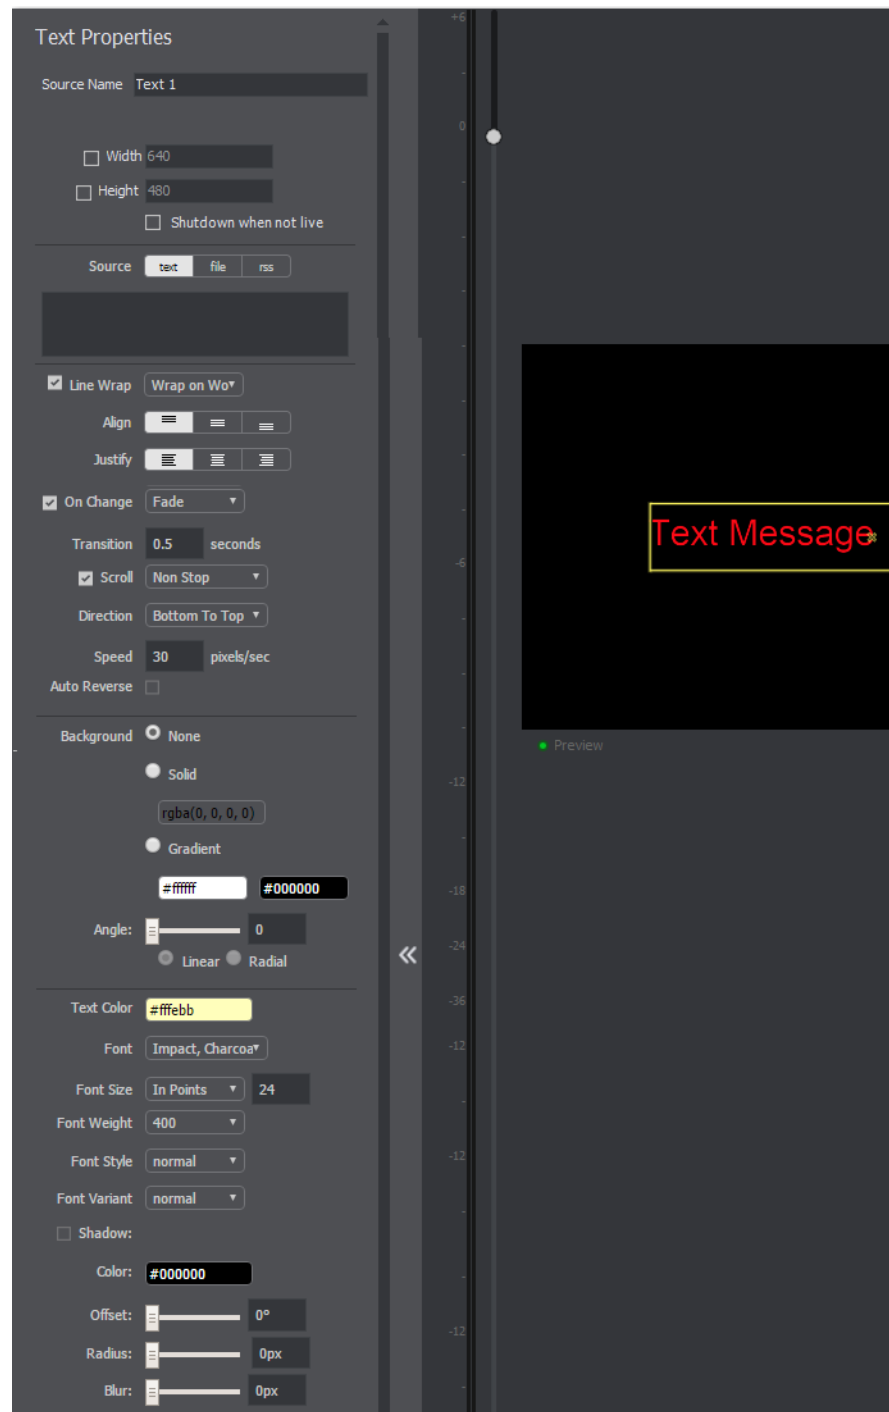 Text Properties
Source Name Text 1
Width 640
Height 480
Shutdown when not live
Source text file rss
Line Wrap Wrap on Wo
Align
Justify
On Change Fade
Transition 0.5 seconds
Scroll Non Stop
Direction Bottom To Top
Speed 30 pixels/sec
Auto Reverse
Background None
Solid
rgba(0, 0, 0, 0)
Gradient
#ffffff #000000
Angle: 0
Linear Radial
Text Color #fffebb
Font Impact, Charcoa
Font Size In Points 24
Font Weight 400
Font Style normal
Font Variant normal
Shadow:
Color: #000000
Offset: 0°
Radius: 0px
Blur: 0px
+6
0
-6
-12
-18
-24
-36
-12
-12
-12
Text Message
Preview